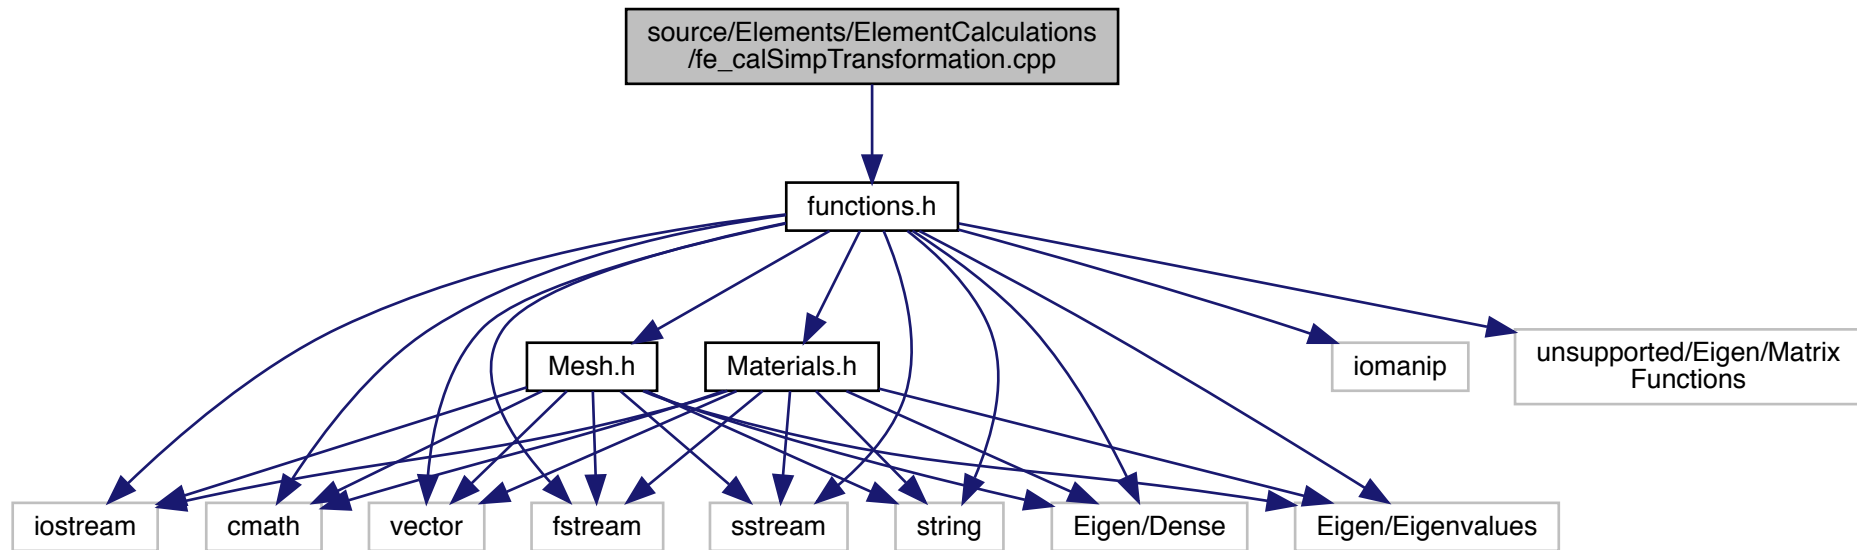 source/Elements/ElementCalculations
/fe_calSimpTransformation.cpp
functions.h
Mesh.h
Materials.h
iomanip
unsupported/Eigen/Matrix
Functions
iostream
cmath
vector
fstream
sstream
string
Eigen/Dense
Eigen/Eigenvalues